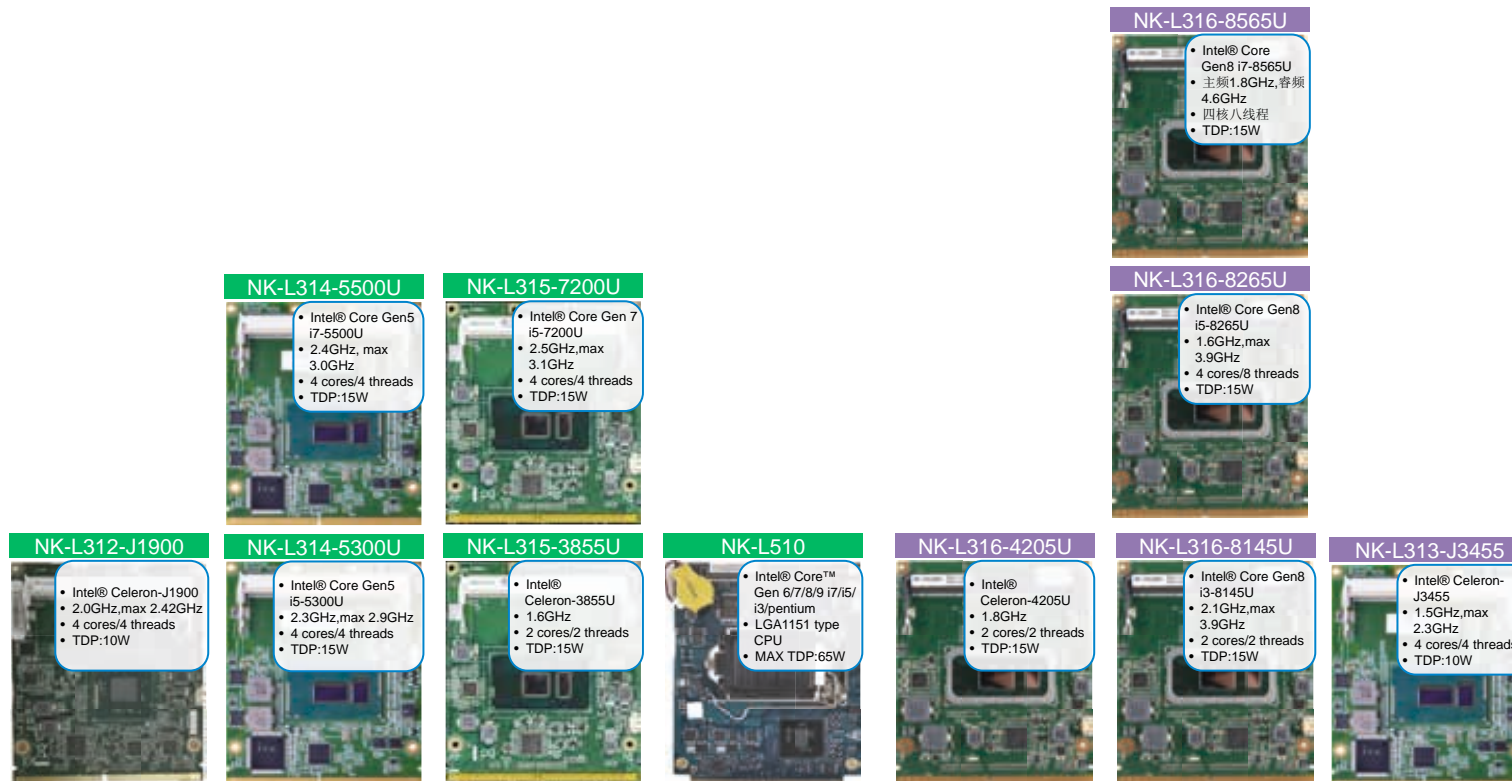 NK-L316-8565U
• Intel® Core
Gen8 i7-8565U
• 主频1.8GHz,睿频
4.6GHz
• 四核八线程
• TDP:15W
NK-L314-5500U
• Intel® Core Gen5
i7-5500U
• 2.4GHz, max
3.0GHz
• 4 cores/4 threads
• TDP:15W
NK-L315-7200U
• Intel® Core Gen 7
i5-7200U
• 2.5GHz,max
3.1GHz
• 4 cores/4 threads
• TDP:15W
NK-L316-8265U
• Intel® Core Gen8
i5-8265U
• 1.6GHz,max
3.9GHz
• 4 cores/8 threads
• TDP:15W
NK-L312-J1900
• Intel® Celeron-J1900
• 2.0GHz,max 2.42GHz
• 4 cores/4 threads
• TDP:10W
NK-L314-5300U
• Intel® Core Gen5
i5-5300U
• 2.3GHz,max 2.9GHz
• 4 cores/4 threads
• TDP:15W
NK-L315-3855U
• Intel®
Celeron-3855U
• 1.6GHz
• 2 cores/2 threads
• TDP:15W
NK-L510
• Intel® Core™
Gen 6/7/8/9 i7/i5/
i3/pentium
• LGA1151 type
CPU
• MAX TDP:65W
NK-L316-4205U
• Intel®
Celeron-4205U
• 1.8GHz
• 2 cores/2 threads
• TDP:15W
NK-L316-8145U
• Intel® Core Gen8
i3-8145U
• 2.1GHz,max
3.9GHz
• 2 cores/2 threads
• TDP:15W
NK-L313-J3455
• Intel® Celeron-
J3455
• 1.5GHz,max
2.3GHz
• 4 cores/4 threads
• TDP:10W